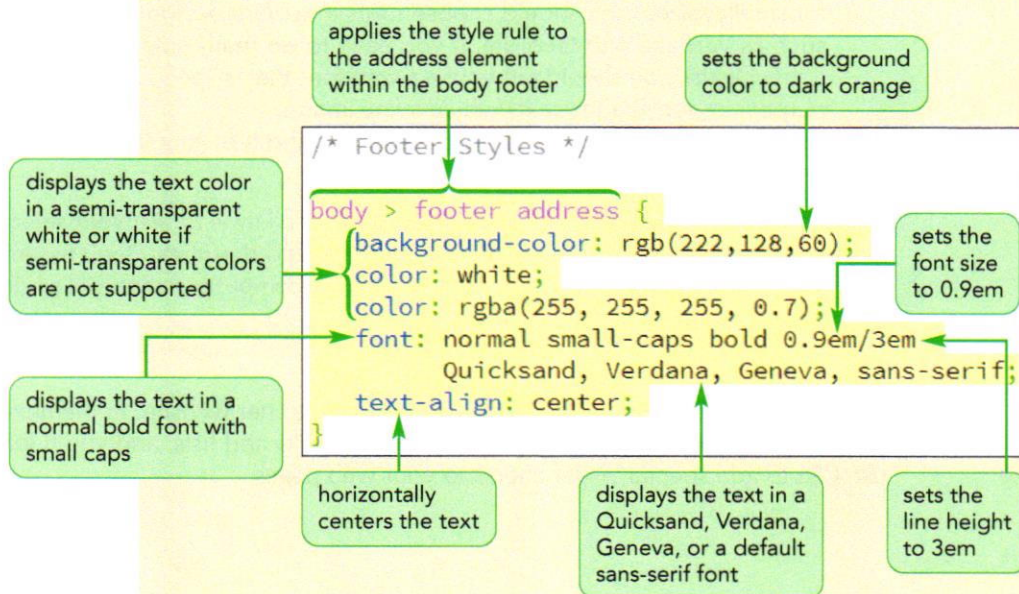 applies the style rule to
the address element
within the body footer
sets the background
color to dark orange
/* Footer Styles */
displays the text color
in a semi-transparent
white or white if
semi-transparent colors
are not supported
body > footer address {
background-color: rgb(222,128,60);
color: white;
color: rgba(255, 255, 255, 0.7);
font: normal small-caps bold 0.9em/3em
Quicksand, Verdana, Geneva, sans-serif;
text-align: center;
}
sets the
font size
to 0.9em
displays the text in a
normal bold font with
small caps
horizontally
centers the text
displays the text in a
Quicksand, Verdana,
Geneva, or a default
sans-serif font
sets the
line height
to 3em